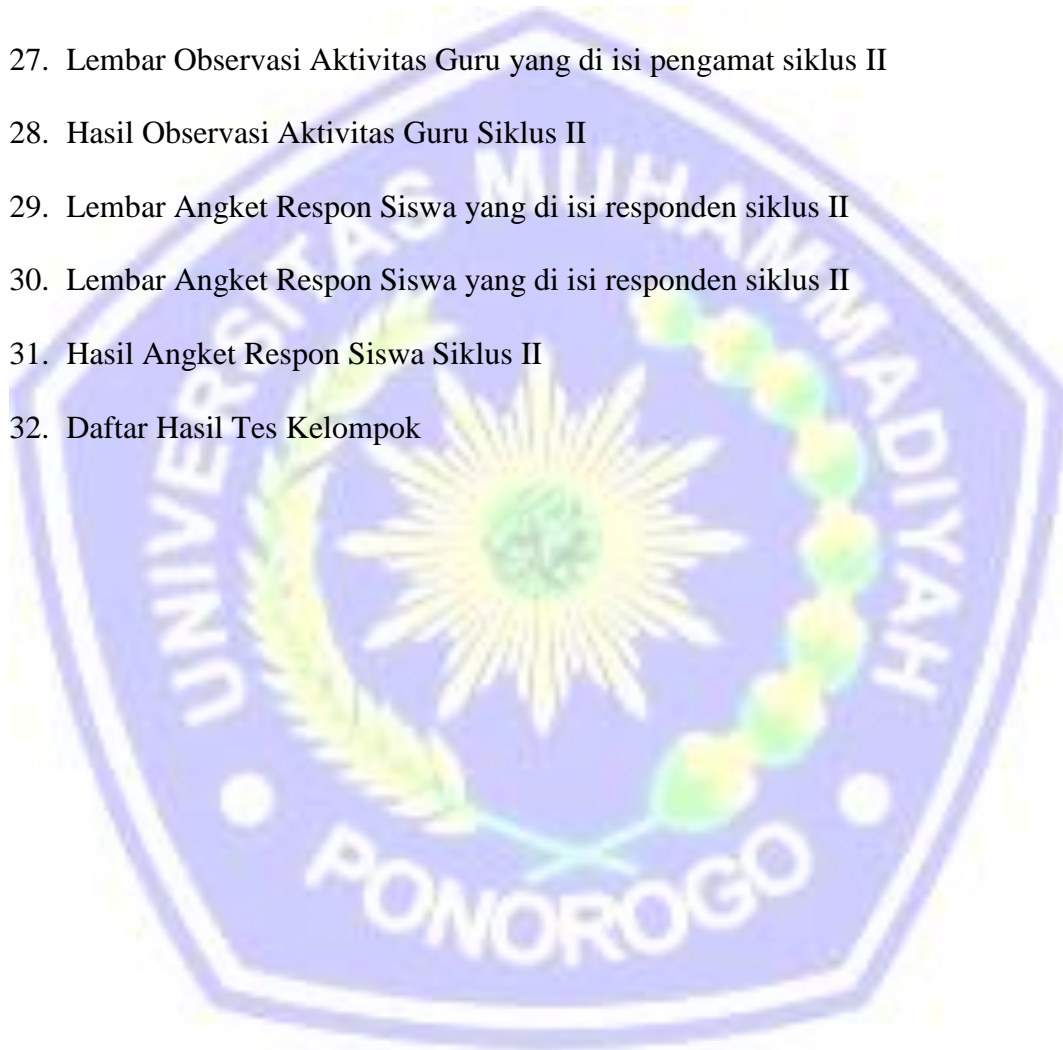 27. Lembar Observasi Aktivitas Guru yang di isi pengamat siklus II
28. Hasil Observasi Aktivitas Guru Siklus II
29. Lembar Angket Respon Siswa yang di isi responden siklus II
30. Lembar Angket Respon Siswa yang di isi responden siklus II
31. Hasil Angket Respon Siswa Siklus II
32. Daftar Hasil Tes Kelompok
UNIVERSITAS MUHAMMADIYAH
PONOROGO